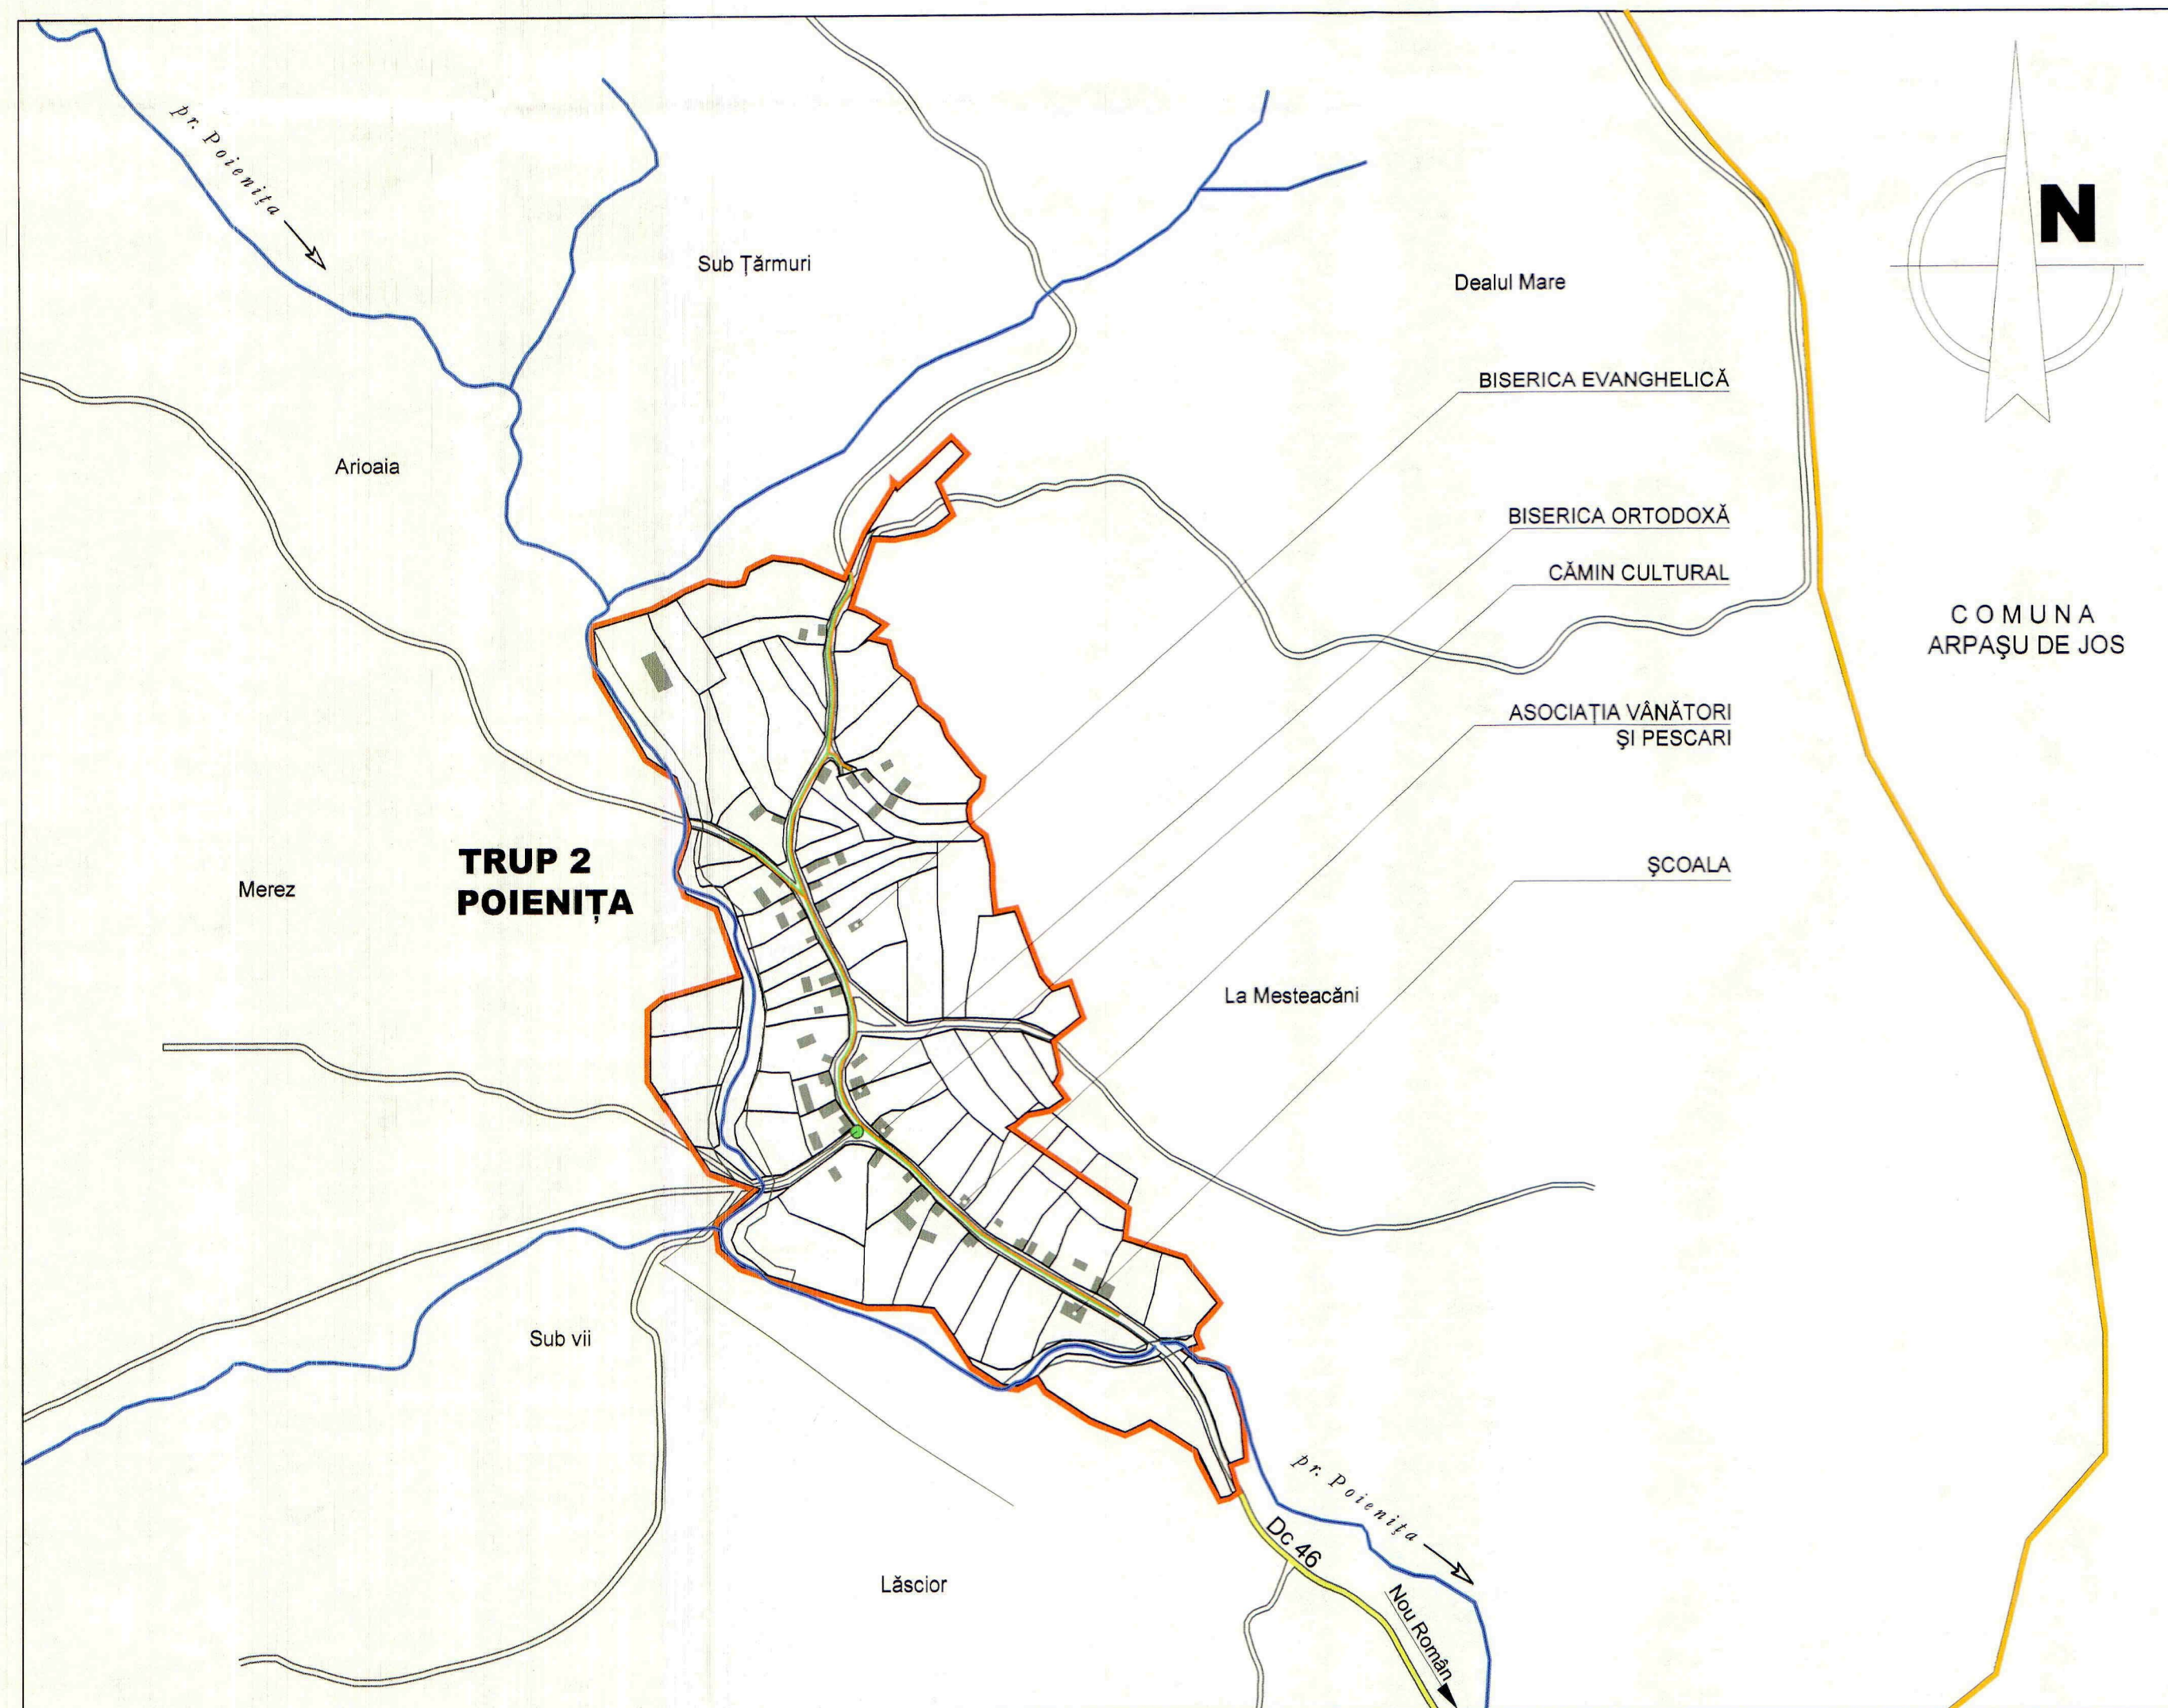 pr. Poienița
N
Sub Țărmuri
Dealul Mare
BISERICA EVANGHELICĂ
Arioaia
BISERICA ORTODOXĂ
CĂMIN CULTURAL
COMUNA
ARPAŞU DE JOS
ASOCIAȚIA VÂNĂTORI
ŞI PESCARI
TRUP 2
POIENIȚA
ŞCOALA
Merez
La Mesteacăni
Sub vii
pr. Poienița
Dc 46
Lăscior
Nou Român